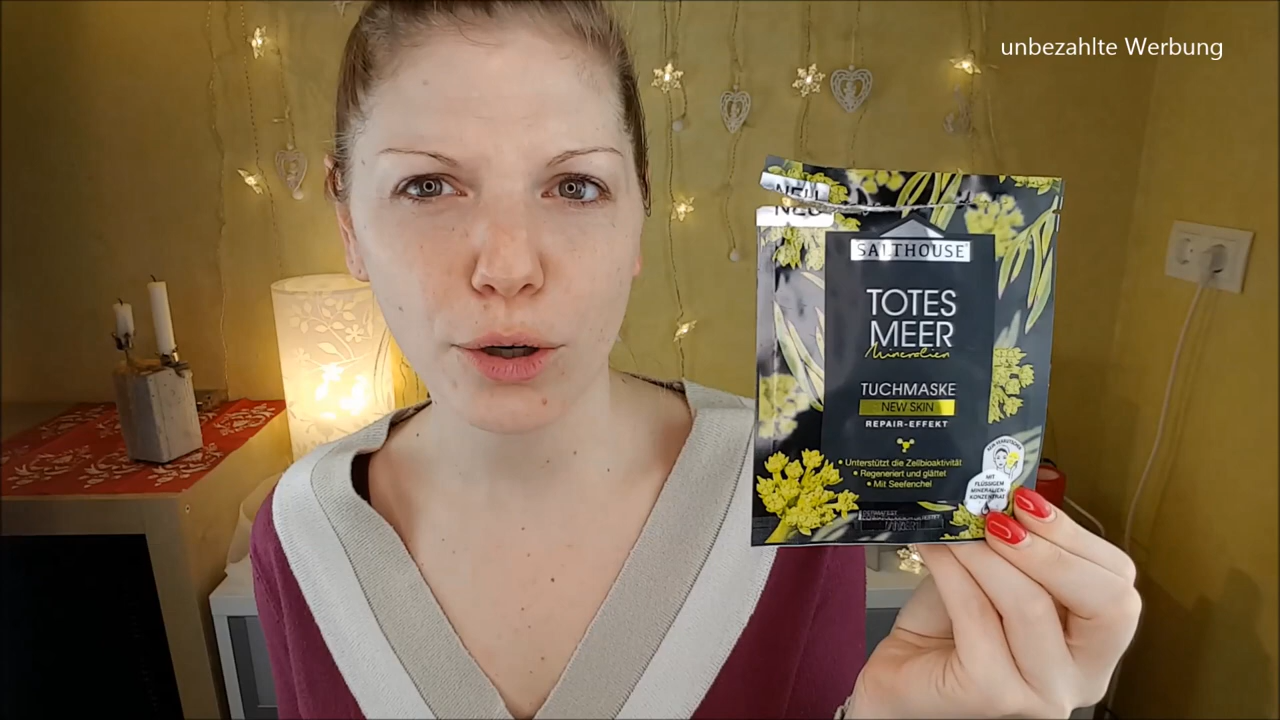 unbezahlte Werbung
NEU
NEU
SALTHOUSE
TOTES
MEER
Mineralien
TUCHMASKE
NEW SKIN
REPAIR-EFFEKT
• Unterstützt die Zellbioaktivität
• Regeneriert und glättet
• Mit Seefenchel
MIT
FLÜSSIGEM
MINERALIEN-
KONZENTRAT